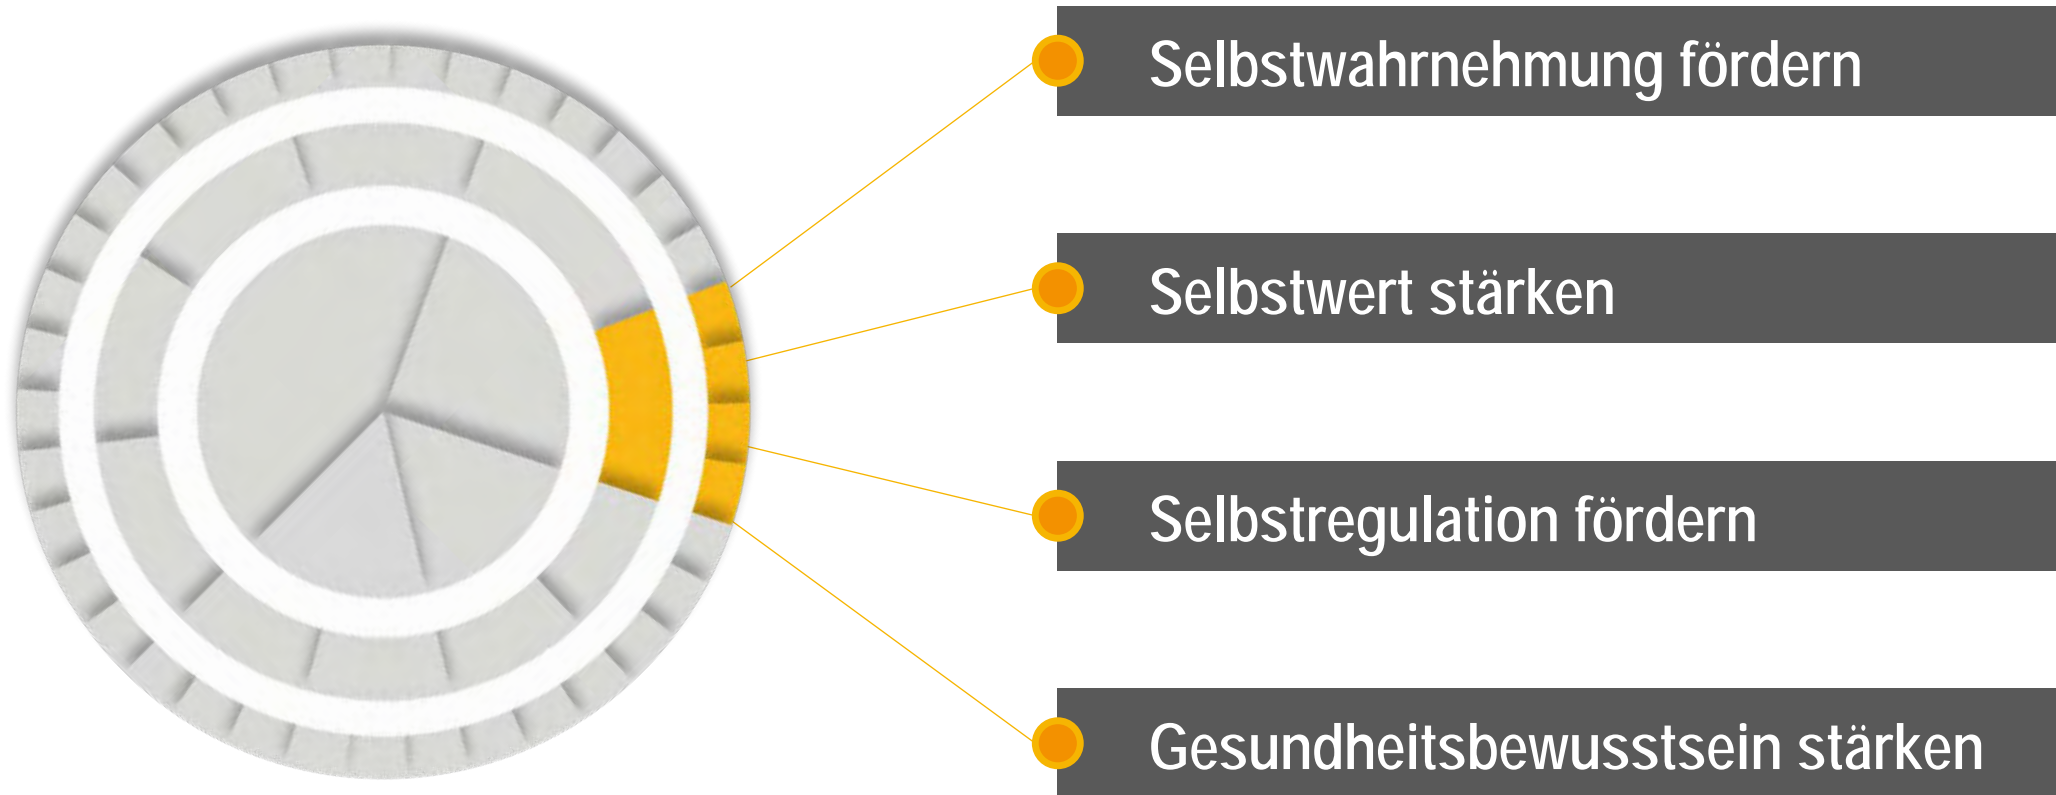 Selbstwahrnehmung fördern
Selbstwert stärken
Selbstregulation fördern
Gesundheitsbewusstsein stärken